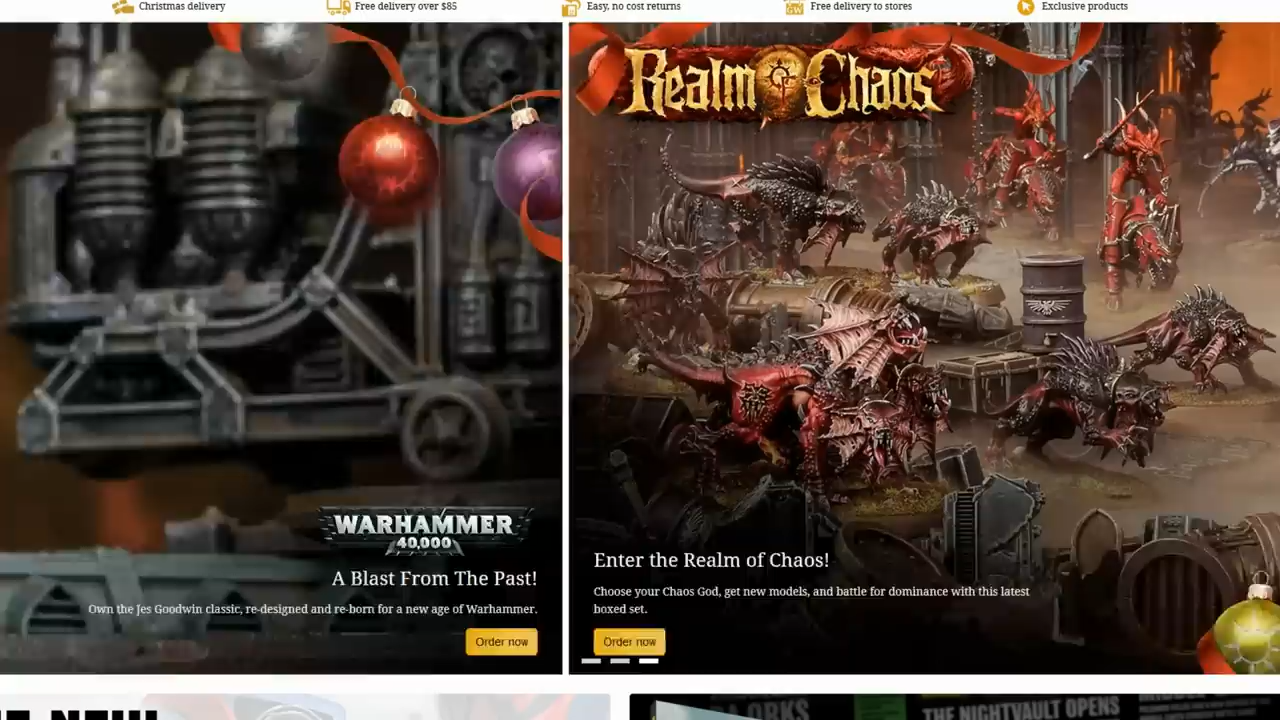 Christmas delivery
Free delivery over $85
Easy, no cost returns
Free delivery to stores
Exclusive products
Realm Chaos
WARHAMMER
40,000
A Blast From The Past!
Own the Jes Goodwin classic, re-designed and re-born for a new age of Warhammer.
Order now
Enter the Realm of Chaos!
Choose your Chaos God, get new models, and battle for dominance with this latest
boxed set.
Order now
THE NIGHTVAULT OPENS